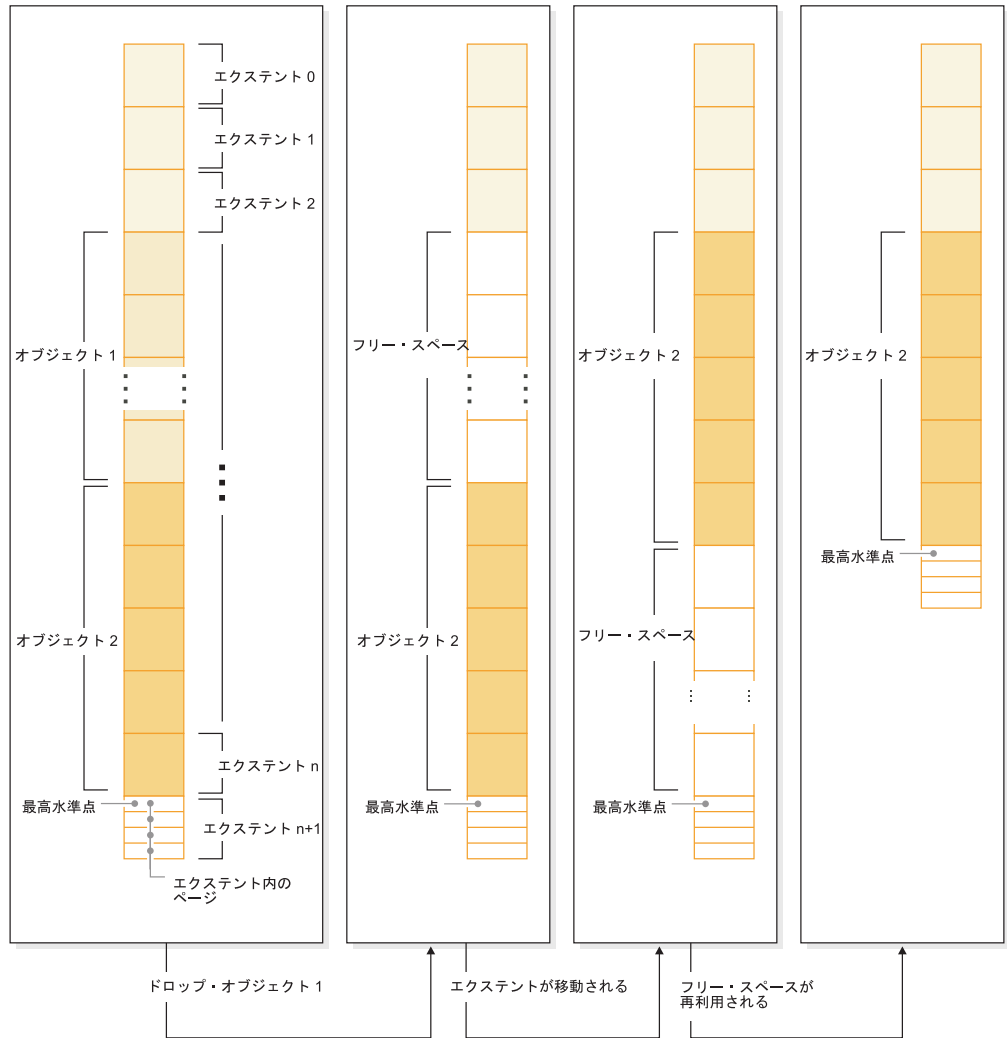 エクステント 0
エクステント 1
エクステント 2
オブジェクト 1
オブジェクト 2
エクステント n
最高水準点
エクステント n+1
エクステント内の
ページ
フリー・スペース
オブジェクト 2
最高水準点
オブジェクト 2
フリー・スペース
最高水準点
オブジェクト 2
最高水準点
ドロップ・オブジェクト 1
エクステントが移動される
フリー・スペースが
再利用される